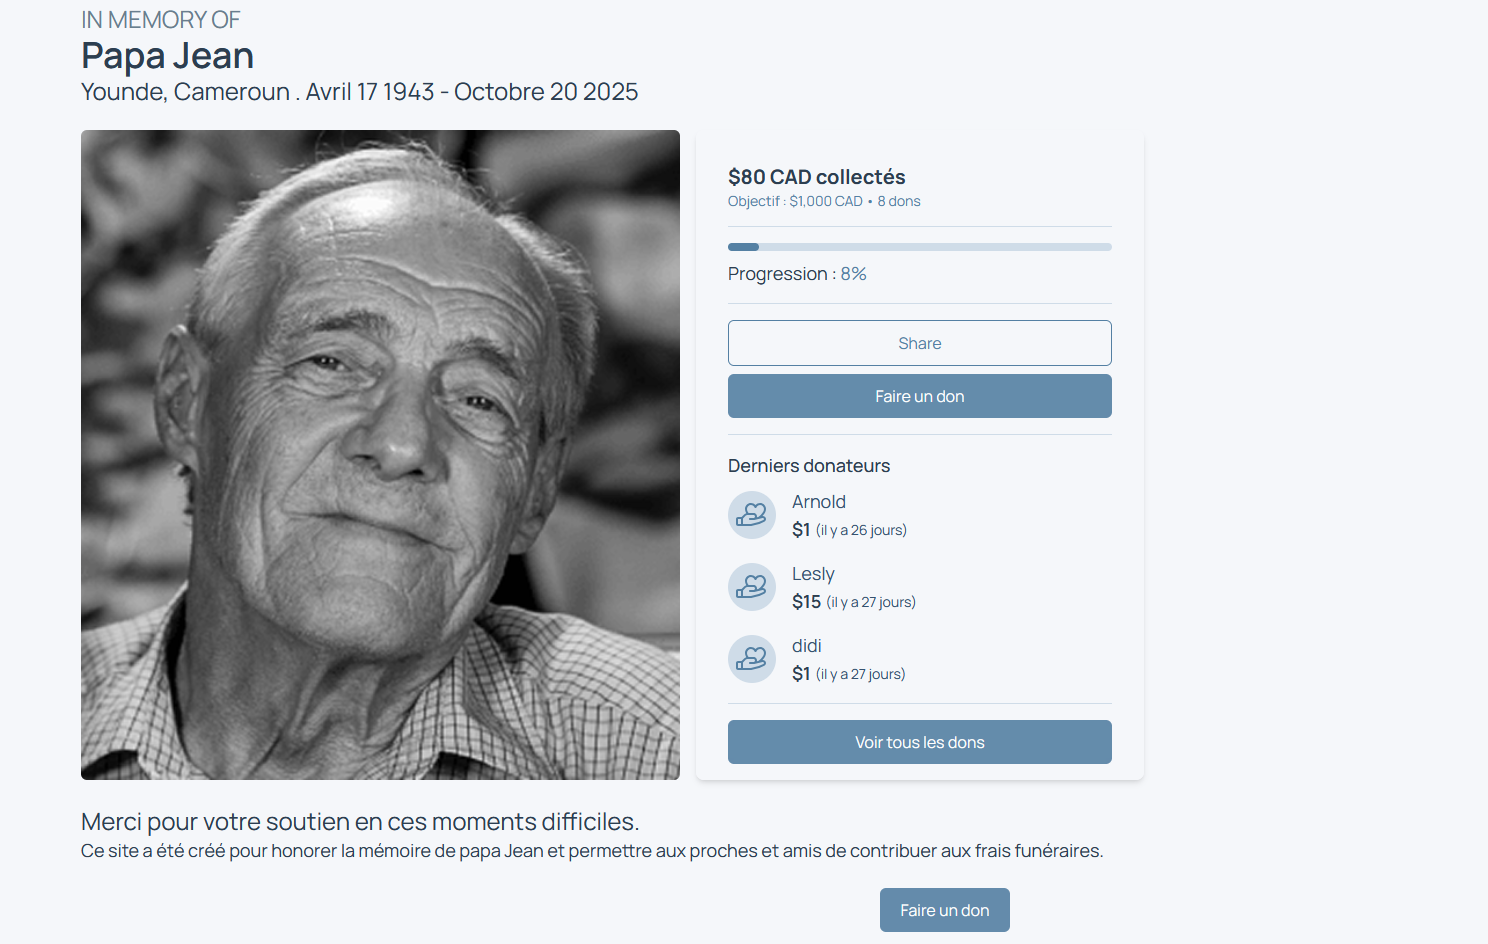 IN MEMORY OF
Papa Jean
Younde, Cameroun . Avril 17 1943 - Octobre 20 2025
$80 CAD collectés
Objectif : $1,000 CAD • 8 dons
Progression : 8%
Share
Faire un don
Derniers donateurs
Arnold
$1 (il y a 26 jours)
Lesly
$15 (il y a 27 jours)
didi
$1 (il y a 27 jours)
Voir tous les dons
Merci pour votre soutien en ces moments difficiles.
Ce site a été créé pour honorer la mémoire de papa Jean et permettre aux proches et amis de contribuer aux frais funéraires.
Faire un don